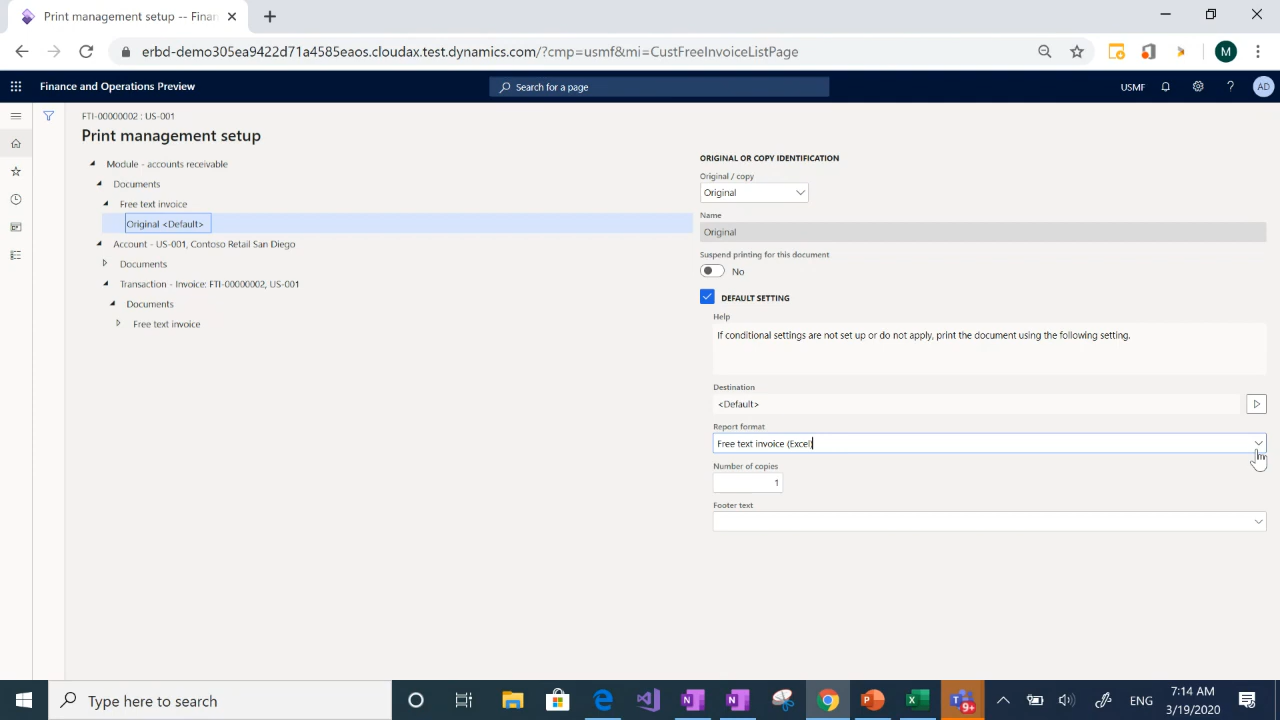 Print management setup -- Finan
erbd-demo305ea9422d71a4585eaos.cloudax.test.dynamics.com/?cmp=usmf&mi=CustFreeInvoiceListPage
M
Finance and Operations Preview
Search for a page
USMF
?
AD
FTI-00000002 : US-001
Print management setup
Module - accounts receivable
Documents
Free text invoice
Original <Default>
Account - US-001, Contoso Retail San Diego
Documents
Transaction - Invoice: FTI-00000002, US-001
Documents
Free text invoice
ORIGINAL OR COPY IDENTIFICATION
Original / copy
Original
Name
Original
Suspend printing for this document
No
DEFAULT SETTING
Help
If conditional settings are not set up or do not apply, print the document using the following setting.
Destination
<Default>
Report format
Free text invoice (Excel)
Number of copies
1
Footer text
Type here to search
9+
ENG
7:14 AM
3/19/2020